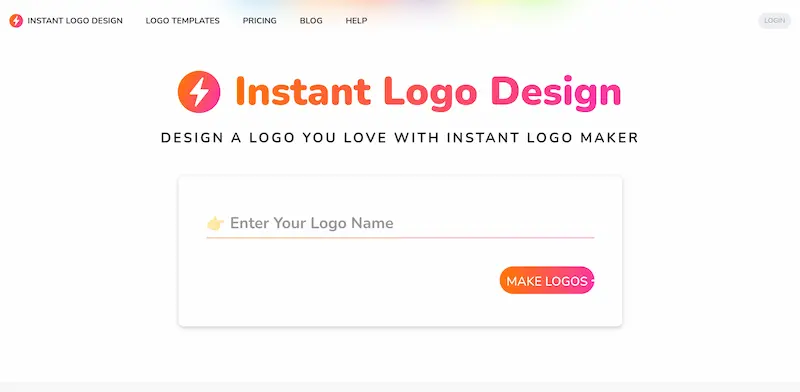 INSTANT LOGO DESIGN LOGO TEMPLATES PRICING BLOG HELP LOGIN
Instant Logo Design
DESIGN A LOGO YOU LOVE WITH INSTANT LOGO MAKER
👉 Enter Your Logo Name
MAKE LOGOS